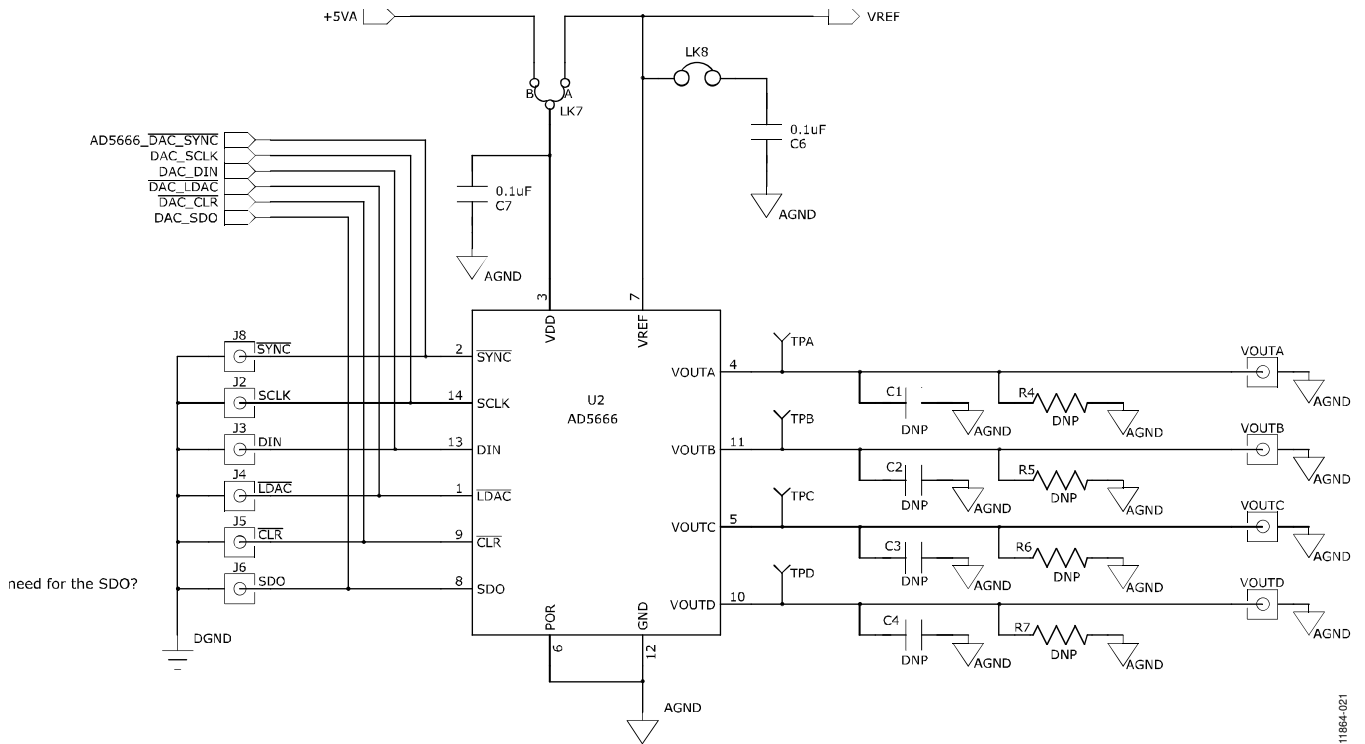 +5VA
VREF
LK8
B
A
LK7
0.1uF
C6
AGND
AD5666_DAC_SYNC
DAC_SCLK
DAC_DIN
DAC_LDAC
DAC_CLR
DAC_SDO
0.1uF
C7
AGND
3
7
VDD
VREF
J8
SYNC
2
SYNC
J2
SCLK
14
SCLK
J3
DIN
13
DIN
J4
LDAC
1
LDAC
J5
CLR
9
CLR
need for the SDO?
J6
SDO
8
SDO
DGND
U2
AD5666
VOUTA
4
TPA
C1
DNP
AGND
R4
DNP
AGND
VOUTA
AGND
VOUTB
11
TPB
C2
DNP
AGND
R5
DNP
AGND
VOUTB
AGND
VOUTC
5
TPC
C3
DNP
AGND
R6
DNP
AGND
VOUTC
AGND
VOUTD
10
TPD
C4
DNP
AGND
R7
DNP
AGND
VOUTD
AGND
POR
GND
6
12
AGND
11864-021